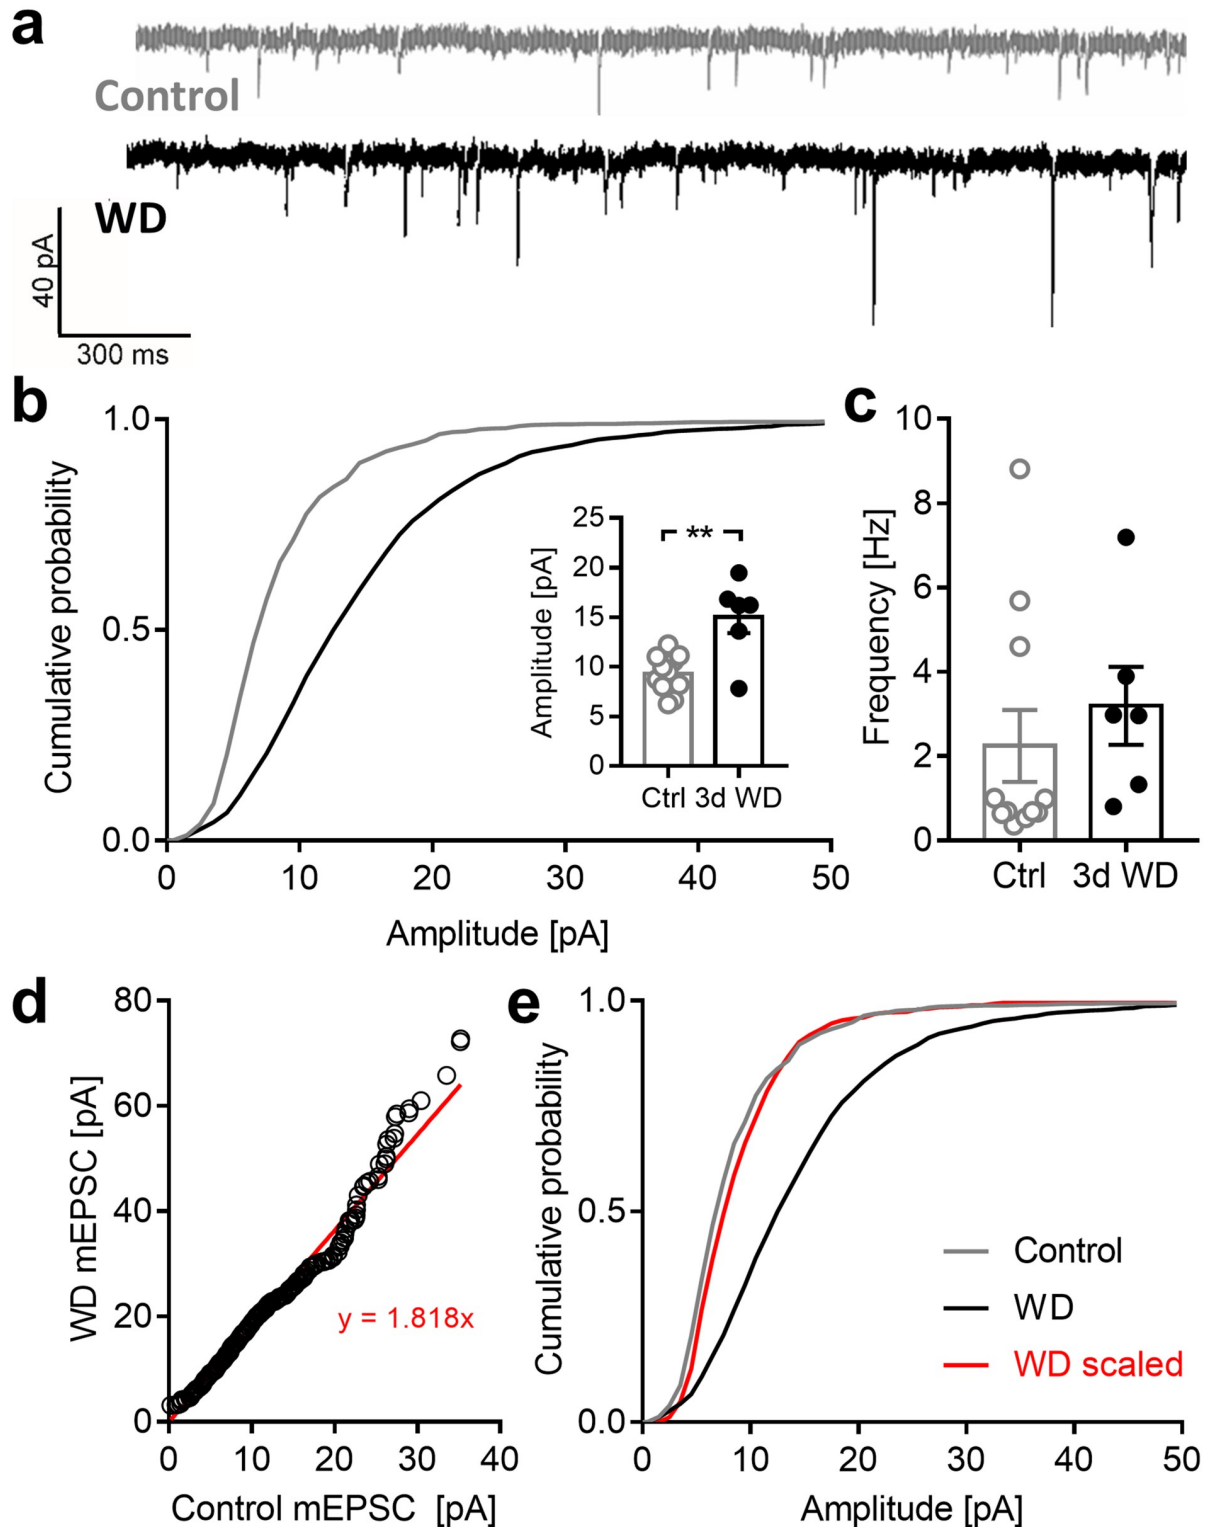 a
Control
WD
40 pA
300 ms
b
Cumulative probability
1.0
0.5
0.0
0 10 20 30 40 50
Amplitude [pA]
Amplitude [pA]
25
20
15
10
5
0
**
Ctrl 3d WD
c
Frequency [Hz]
10
8
6
4
2
0
Ctrl 3d WD
d
WD mEPSC [pA]
80
60
40
20
0
y = 1.818x
0 10 20 30 40
Control mEPSC [pA]
e
Cumulative probability
1.0
0.5
0.0
Control
WD
WD scaled
0 10 20 30 40 50
Amplitude [pA]